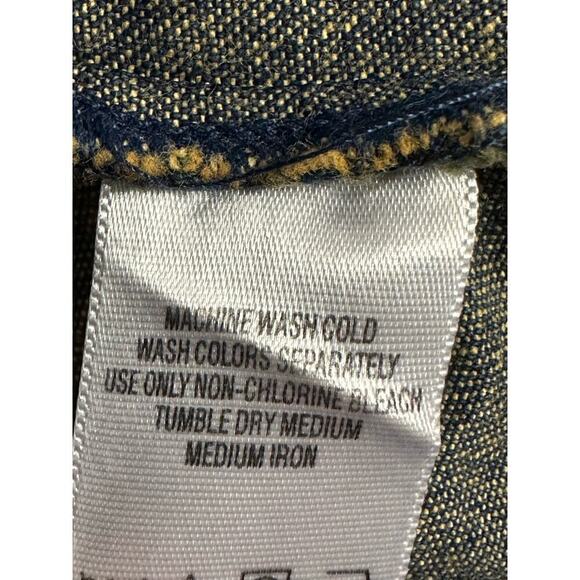 MACHINE WASH COLD
WASH COLORS SEPARATELY
USE ONLY NON-CHLORINE BLEACH
TUMBLE DRY MEDIUM
MEDIUM IRON